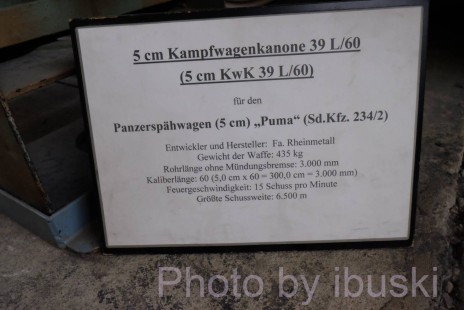 5 cm Kampfwagenkanone 39 L/60
(5 cm KwK 39 L/60)
für den
Panzerspähwagen (5 cm) „Puma“ (Sd.Kfz. 234/2)
Entwickler und Hersteller: Fa. Rheinmetall
Gewicht der Waffe: 435 kg
Rohrlänge ohne Mündungsbremse: 3.000 mm
Kaliberlänge: 60 (5,0 cm x 60 = 300,0 cm = 3.000 mm)
Feuergeschwindigkeit: 15 Schuss pro Minute
Größte Schussweite: 6.500 m
Photo by ibuski